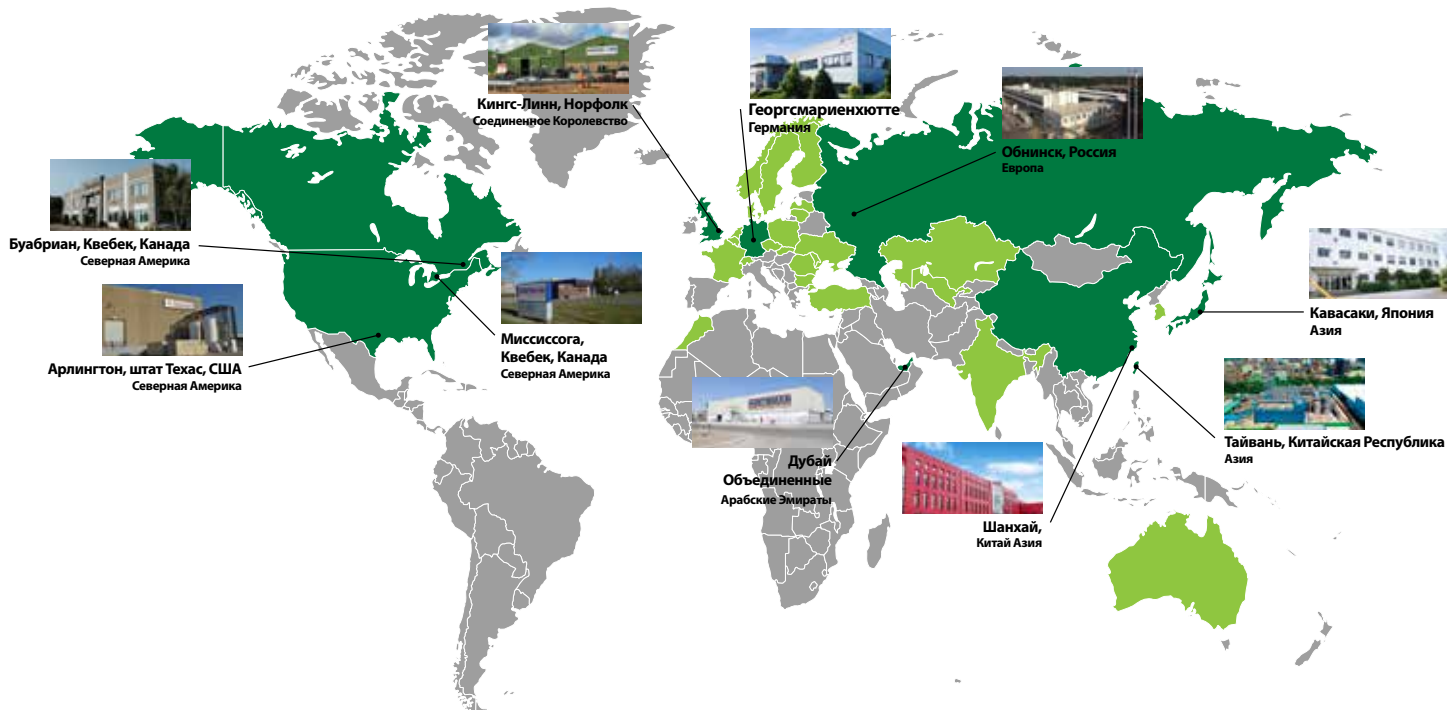 Кингс-Линн, Норфолк
Соединенное Королевство
Георгсмариенхютте
Германия
Обнинск, Россия
Европа
Буабриан, Квебек, Канада
Северная Америка
Миссиссога,
Квебек, Канада
Северная Америка
Арлингтон, штат Техас, США
Северная Америка
Кавасаки, Япония
Азия
Тайвань, Китайская Республика
Азия
Дубай
Объединенные
Арабские Эмираты
Шанхай,
Китай Азия